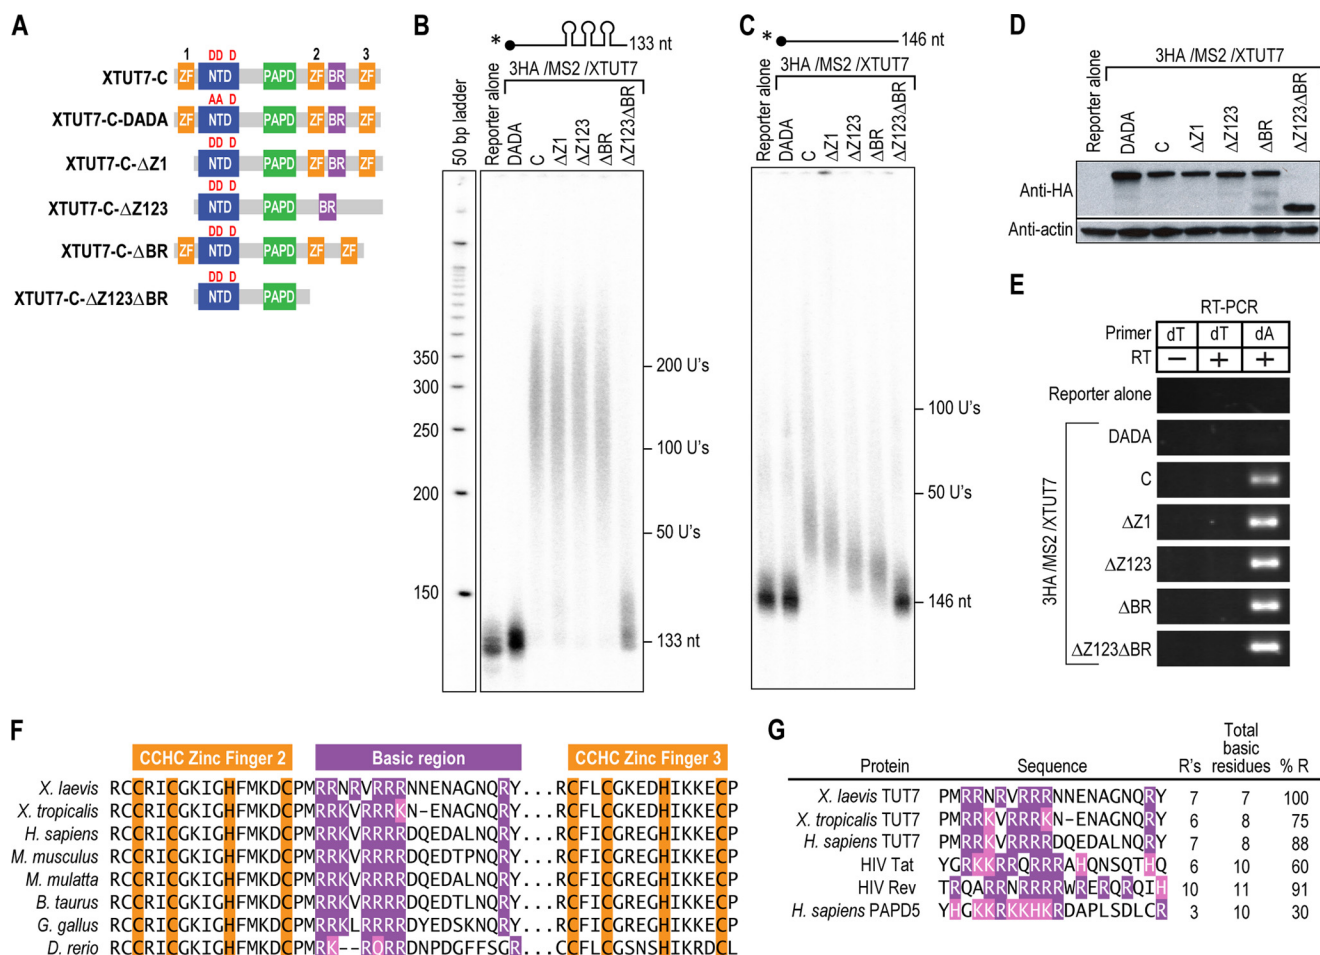 A
1 DD D 2 3
XTUT7-C ZF NTD PAPD ZF BR ZF
AA D
XTUT7-C-DADA ZF NTD PAPD ZF BR ZF
DD D
XTUT7-C-ΔZ1 NTD PAPD ZF BR ZF
DD D
XTUT7-C-ΔZ123 NTD PAPD BR
DD D
XTUT7-C-ΔBR ZF NTD PAPD ZF ZF
DD D
XTUT7-C-ΔZ123ΔBR NTD PAPD
B
* 133 nt
3HA /MS2 /XTUT7
50 bp ladder
Reporter alone
DADA
C
ΔZ1
ΔZ123
ΔBR
ΔZ123ΔBR
350
300
250
200
150
200 U's
100 U's
50 U's
133 nt
C
* 146 nt
3HA /MS2 /XTUT7
Reporter alone
DADA
C
ΔZ1
ΔZ123
ΔBR
ΔZ123ΔBR
100 U's
50 U's
146 nt
D
3HA /MS2 /XTUT7
Reporter alone
DADA
C
ΔZ1
ΔZ123
ΔBR
ΔZ123ΔBR
Anti-HA
Anti-actin
E
RT-PCR
Primer dT dT dA
RT − + +
Reporter alone
3HA /MS2 /XTUT7
DADA
C
ΔZ1
ΔZ123
ΔBR
ΔZ123ΔBR
F
CCHC Zinc Finger 2 Basic region CCHC Zinc Finger 3
X. laevis RCCRICGKIGHFMKDCPMRRNRVRRRNNENAGNQRY...RCFLCGKEDHIKKECP
X. tropicalis RCCRICGKIGHFMKDCPMRRKVRRRKN-ENAGNQRY...RCFICGKEGHIKKECP
H. sapiens RCCRICGKIGHFMKDCPMRRKVRRRRDQEDALNQRY...RCFICGREGHIKKECP
M. musculus RCCRICGKIGHFMKDCPMRRKVRRRRDQEDTPNQRY...RCFICGREGHIKKECP
M. mulatta RCCRICGKIGHFMKDCPMRRKVRRRRDQEDALNQRY...RCFICGREGHIKKECP
B. taurus RCCRICGKIGHFMKDCPMRRKVRRRRDQEDTLNQRY...RCFICGREGHIKKECP
G. gallus RCCRICGKIGHFMKDCPMRRKLRRRRDYEDSKNQRY...RCFICGREGHIKKECP
D. rerio RCCRICGKIGHFMKDCPMRK--RQRRDNPDGFFSGR...CCFLCGSNSHIKRDCL
G
Protein Sequence R's Total basic residues % R
X. laevis TUT7 PMRRNRVRRRNNENAGNQRY 7 7 100
X. tropicalis TUT7 PMRRKVRRRKN-ENAGNQRY 6 8 75
H. sapiens TUT7 PMRRKVRRRRDQEDALNQRY 7 8 88
HIV Tat YGRKKRRQRRRAHQNSQTHQ 6 10 60
HIV Rev TRQARRNRRRRWRERQRQIH 10 11 91
H. sapiens PAPD5 YHGKKRKKHKRDAPLSDLCR 3 10 30